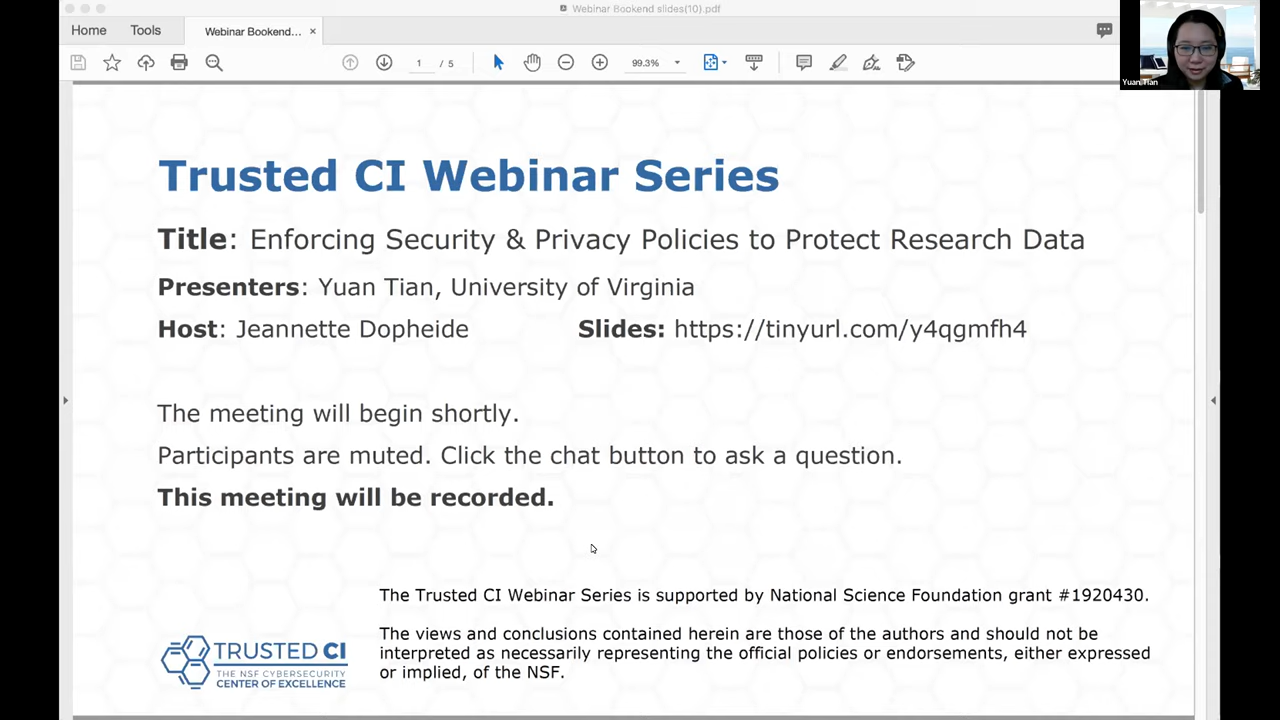 Webinar Bookend slides(10).pdf
Home Tools Webinar Bookend... ×
1 / 5 99.3%
Yuan Tian
Trusted CI Webinar Series
Title: Enforcing Security & Privacy Policies to Protect Research Data
Presenters: Yuan Tian, University of Virginia
Host: Jeannette Dopheide Slides: https://tinyurl.com/y4qgmfh4
The meeting will begin shortly.
Participants are muted. Click the chat button to ask a question.
This meeting will be recorded.
The Trusted CI Webinar Series is supported by National Science Foundation grant #1920430.
The views and conclusions contained herein are those of the authors and should not be
interpreted as necessarily representing the official policies or endorsements, either expressed
or implied, of the NSF.
TRUSTED CI
THE NSF CYBERSECURITY
CENTER OF EXCELLENCE